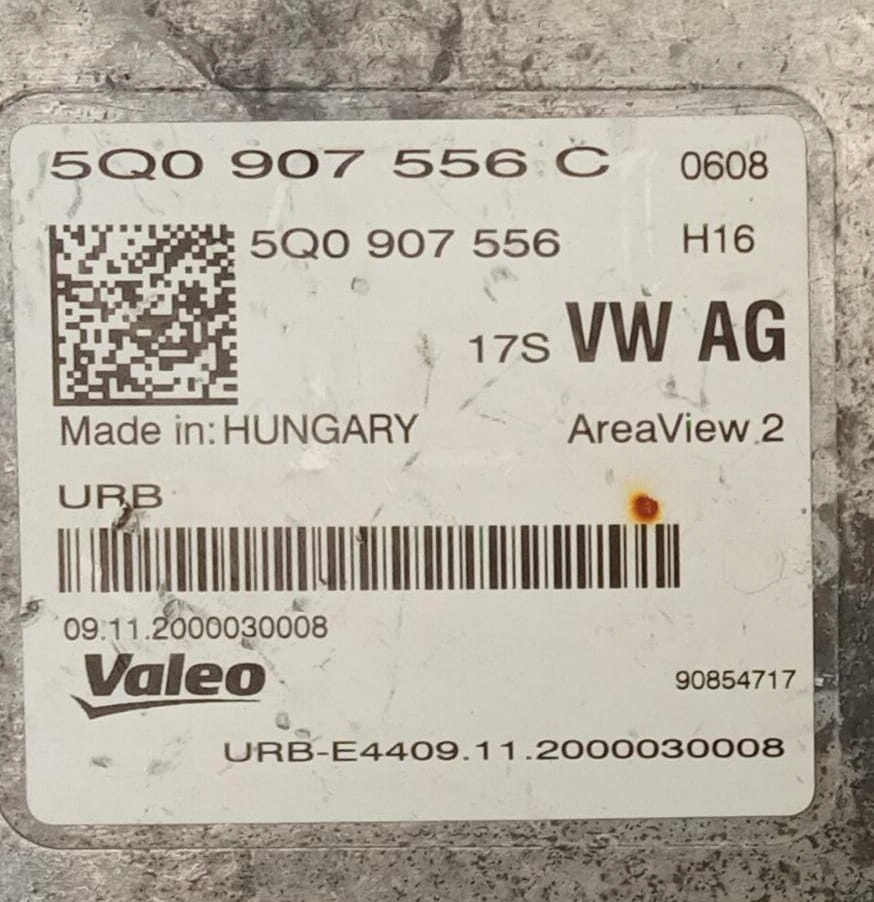 5Q0 907 556 C 0608
5Q0 907 556 H16
17S VW AG
Made in: HUNGARY AreaView 2
URB
09.11.2000030008
Valeo 90854717
URB-E4409.11.2000030008